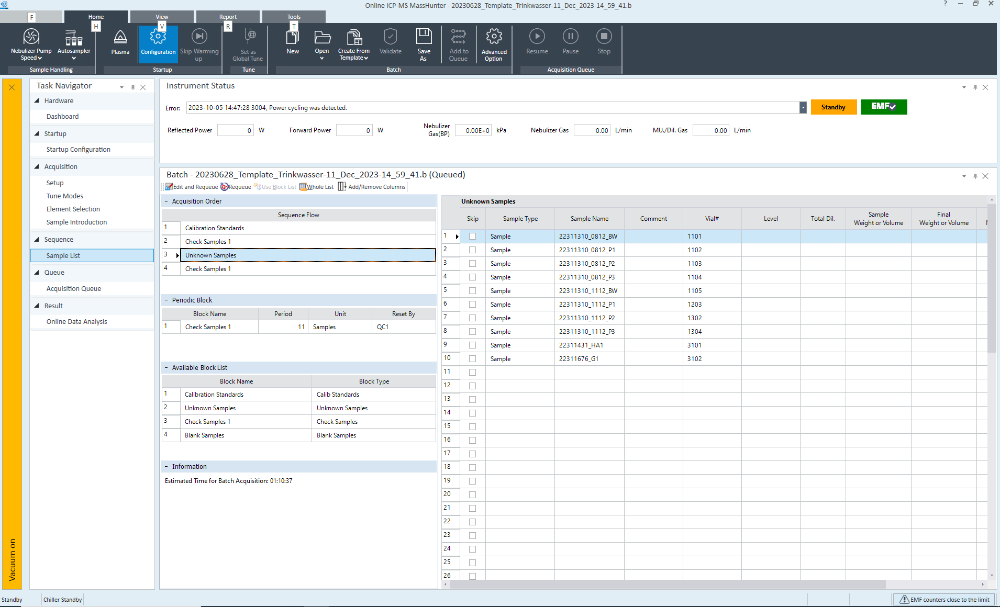 Online ICP-MS MassHunter - 20230628_Template_Trinkwasser-11_Dec_2023-14_59_41.b
F
Home
View
Report
Tools
H
V
R
T
Nebulizer Pump
Speed
Autosampler
Plasma
Configuration
Skip Warming
up
Set as
Global Tune
New
Open
Create From
Template
Validate
Save
As
Add to
Queue
Advanced
Option
Resume
Pause
Stop
Sample Handling
Startup
Tune
Batch
Acquisition Queue
Vacuum on
Task Navigator
Hardware
Dashboard
Startup
Startup Configuration
Acquisition
Setup
Tune Modes
Element Selection
Sample Introduction
Sequence
Sample List
Queue
Acquisition Queue
Result
Online Data Analysis
Instrument Status
Error: 2023-10-05 14:47:28 3004, Power cycling was detected.
Standby
EMF
Reflected Power 0 W
Forward Power 0 W
Nebulizer
Gas(BP) 0.00E+0 kPa
Nebulizer Gas 0.00 L/min
MU./Dil. Gas 0.00 L/min
Batch - 20230628_Template_Trinkwasser-11_Dec_2023-14_59_41.b (Queued)
Edit and Requeue Requeue Use Block List Whole List Add/Remove Columns
Acquisition Order
Sequence Flow
1 Calibration Standards
2 Check Samples 1
3 Unknown Samples
4 Check Samples 1
Periodic Block
Block Name Period Unit Reset By
1 Check Samples 1 11 Samples QC1
Available Block List
Block Name Block Type
1 Calibration Standards Calib Standards
2 Unknown Samples Unknown Samples
3 Check Samples 1 Check Samples
4 Blank Samples Blank Samples
Information
Estimated Time for Batch Acquisition: 01:10:37
Unknown Samples
Skip Sample Type Sample Name Comment Vial# Level Total Dil. Sample Weight or Volume Final Weight or Volume
1 Sample 22311310_0812_BW 1101
2 Sample 22311310_0812_P1 1102
3 Sample 22311310_0812_P2 1103
4 Sample 22311310_0812_P3 1104
5 Sample 22311310_1112_BW 1105
6 Sample 22311310_1112_P1 1203
7 Sample 22311310_1112_P2 1302
8 Sample 22311310_1112_P3 1304
9 Sample 22311431_HA1 3101
10 Sample 22311676_G1 3102
11
12
13
14
15
16
17
18
19
20
21
22
23
24
25
26
Standby
Chiller Standby
EMF counters close to the limit